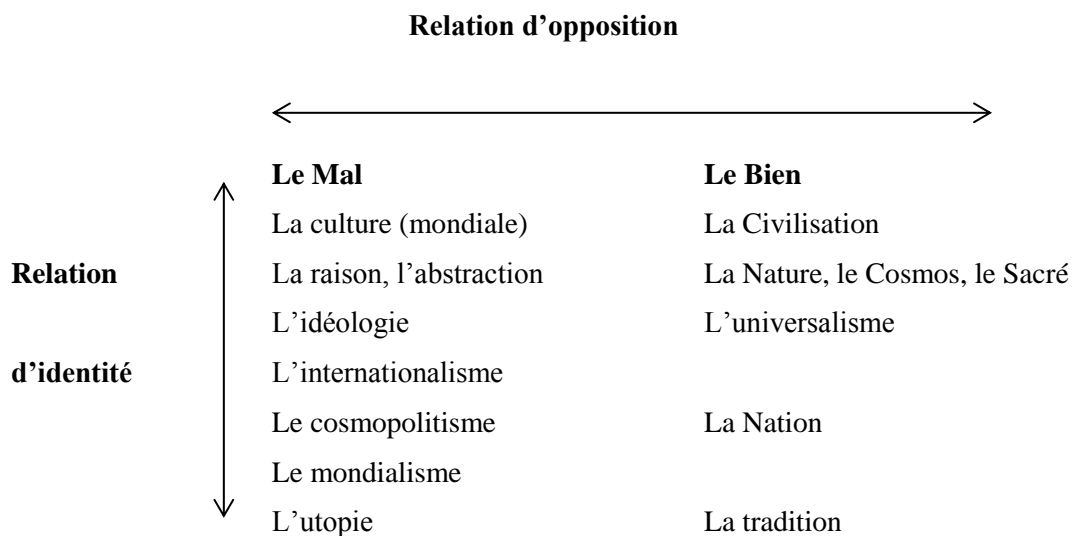 Relation d’opposition
Le Mal Le Bien
La culture (mondiale) La Civilisation
Relation La raison, l’abstraction La Nature, le Cosmos, le Sacré
L’idéologie L’universalisme
d’identité L’internationalisme
Le cosmopolitisme La Nation
Le mondialisme
L’utopie La tradition